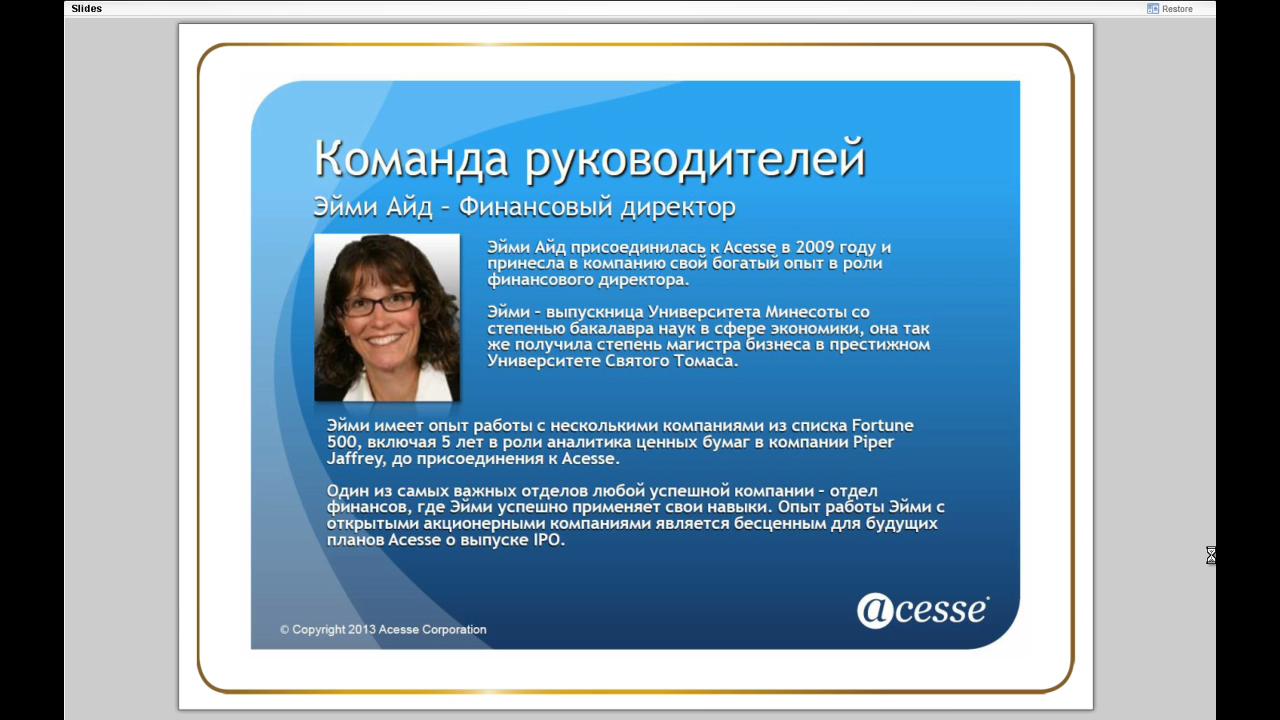 Slides
Restore
Команда руководителей
Эйми Айд – Финансовый директор
Эйми Айд присоединилась к Acesse в 2009 году и
принесла в компанию свой богатый опыт в роли
финансового директора.
Эйми – выпускница Университета Минесоты со
степенью бакалавра наук в сфере экономики, она так
же получила степень магистра бизнеса в престижном
Университете Святого Томаса.
Эйми имеет опыт работы с несколькими компаниями из списка Fortune
500, включая 5 лет в роли аналитика ценных бумаг в компании Piper
Jaffrey, до присоединения к Acesse.
Один из самых важных отделов любой успешной компании – отдел
финансов, где Эйми успешно применяет свои навыки. Опыт работы Эйми с
открытыми акционерными компаниями является бесценным для будущих
планов Acesse о выпуске IPO.
acesse
© Copyright 2013 Acesse Corporation